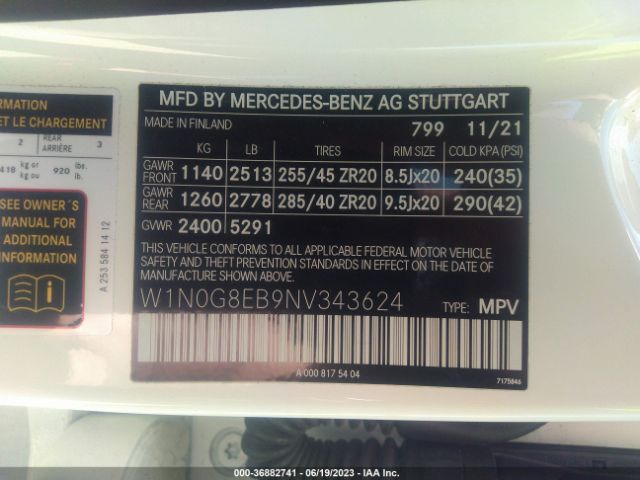 RMATION
ET LE CHARGEMENT
2 REAR ARRIÈRE 3
418 kg or ou kg 920 lbs. lb.
SEE OWNER´S
MANUAL FOR
ADDITIONAL
INFORMATION
A 253 584 14 12
MFD BY MERCEDES-BENZ AG STUTTGART
MADE IN FINLAND 799 11/21
KG LB TIRES RIM SIZE COLD KPA (PSI)
GAWR FRONT 1140 2513 255/45 ZR20 8.5Jx20 240(35)
GAWR REAR 1260 2778 285/40 ZR20 9.5Jx20 290(42)
GVWR 2400 5291
THIS VEHICLE CONFORMS TO ALL APPLICABLE FEDERAL MOTOR VEHICLE
SAFETY AND THEFT PREVENTION STANDARDS IN EFFECT ON THE DATE OF
MANUFACTURE SHOWN ABOVE.
W1N0G8EB9NV343624 TYPE: MPV
A 000 817 54 04
7175846
000-36882741 - 06/19/2023 - IAA Inc.